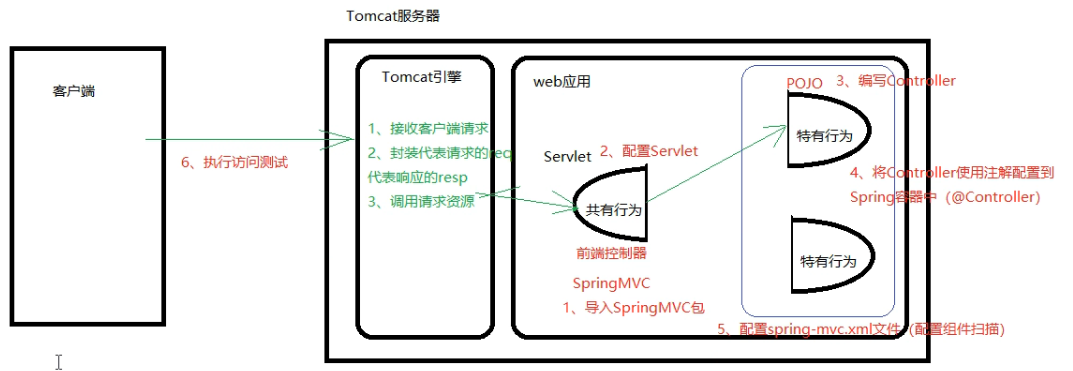 Tomcat服务器
客户端
Tomcat引擎
1、接收客户端请求
2、封装代表请求的req
代表响应的resp
3、调用请求资源
6、执行访问测试
web应用
Servlet
2、配置Servlet
共有行为
前端控制器
SpringMVC
1、导入SpringMVC包
POJO
3、编写Controller
特有行为
4、将Controller使用注解配置到
Spring容器中（@Controller）
特有行为
5、配置spring-mvc.xml文件（配置组件扫描）